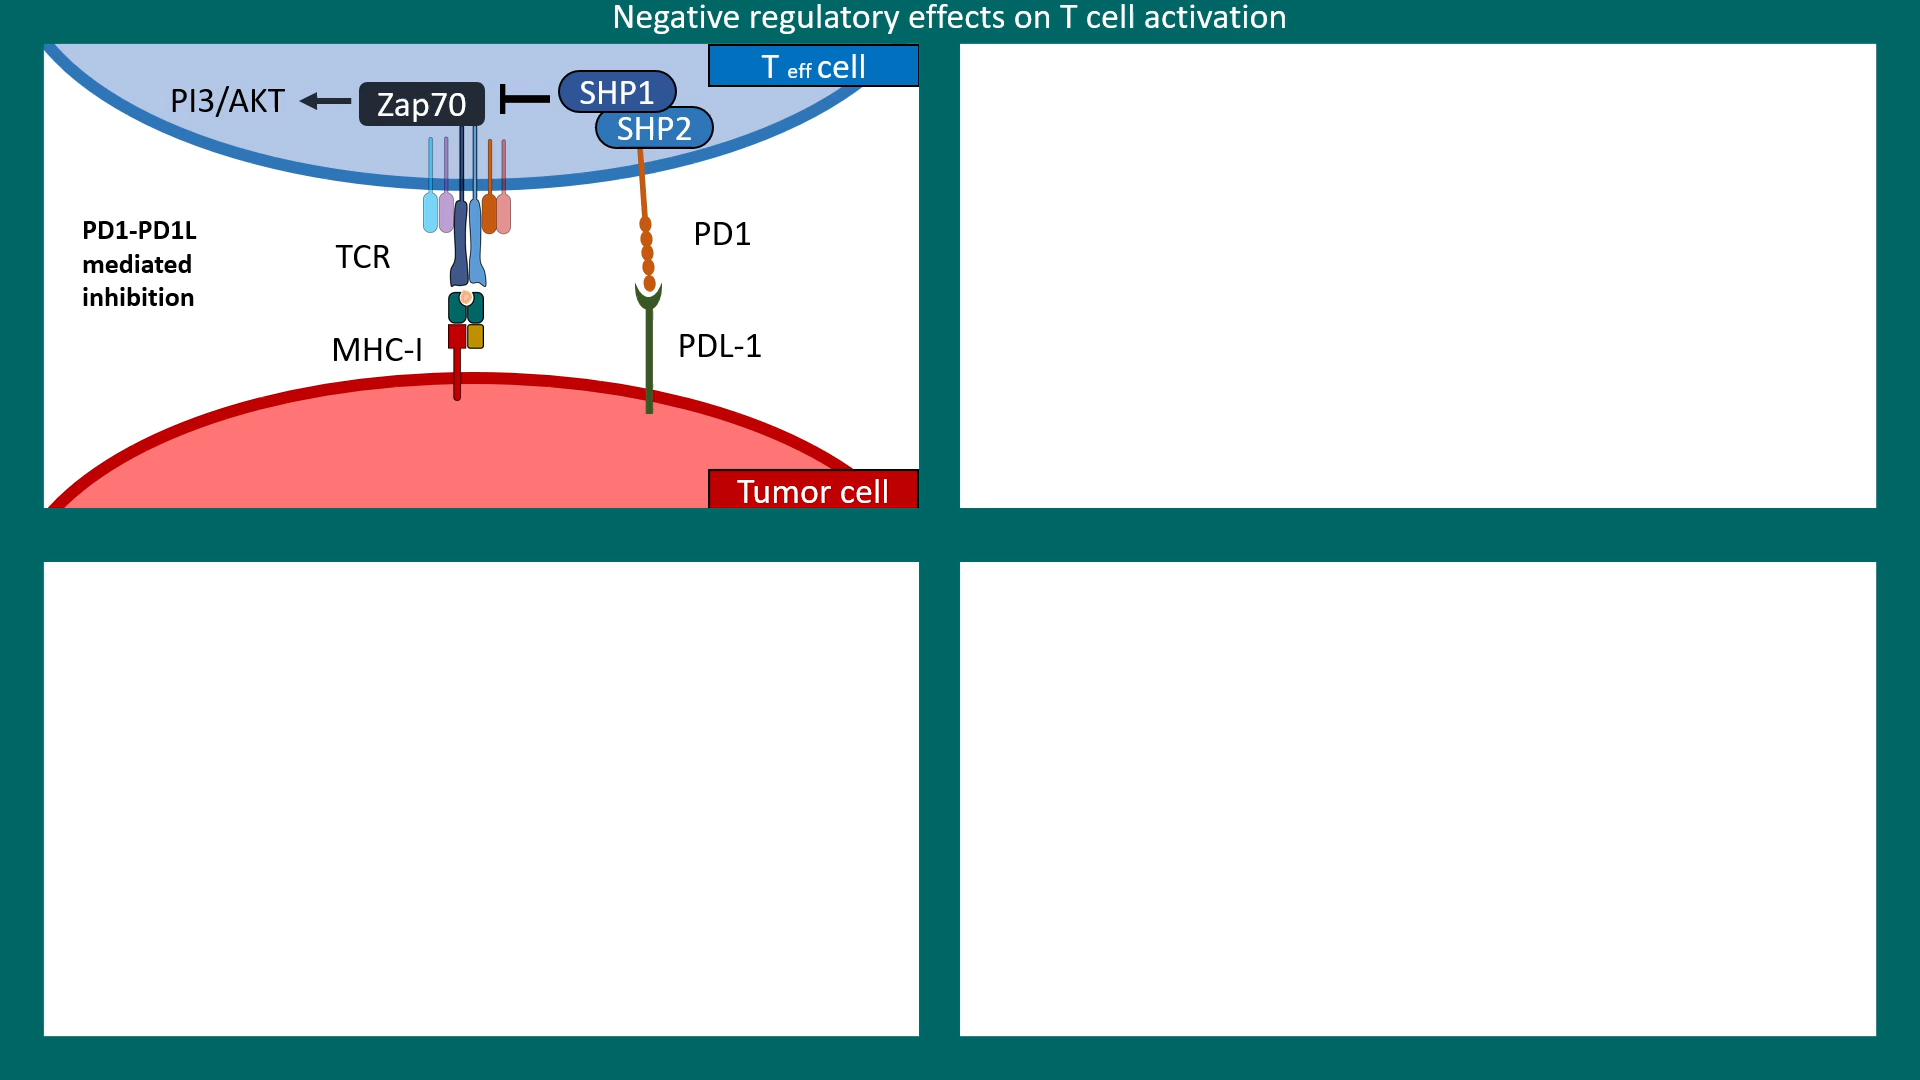 Negative regulatory effects on T cell activation
T eff cell
PI3/AKT
Zap70
SHP1
SHP2
PD1-PD1L
mediated
inhibition
TCR
PD1
MHC-I
PDL-1
Tumor cell